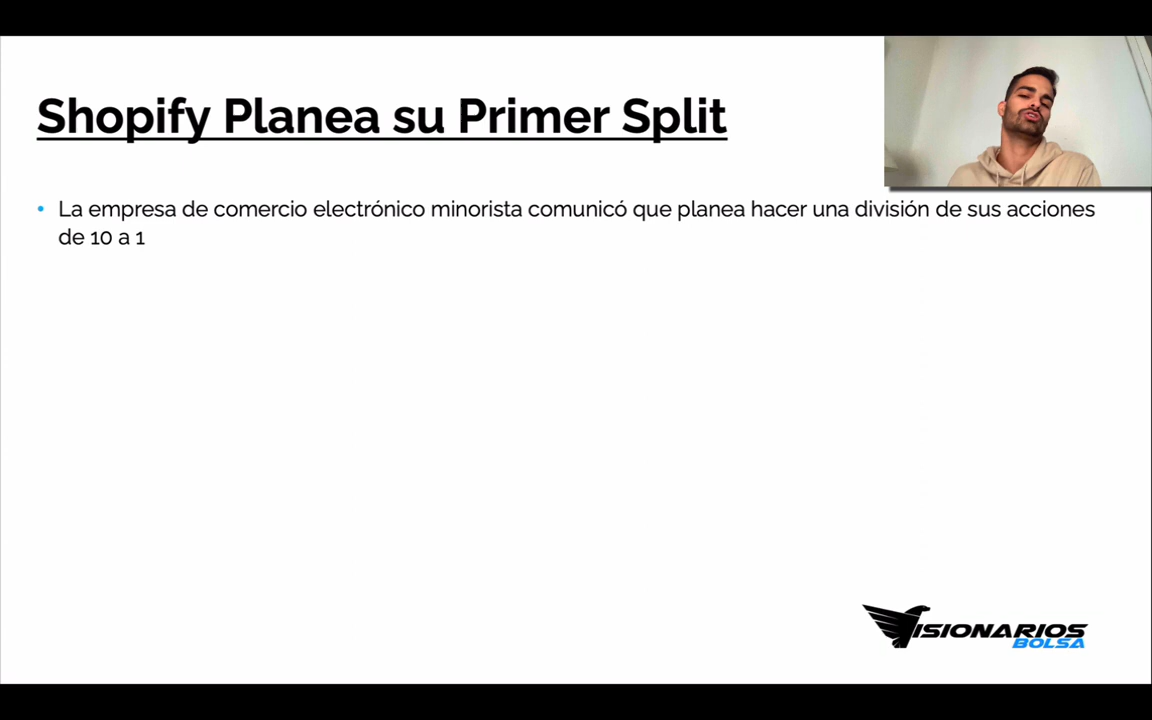 Shopify Planea su Primer Split
• La empresa de comercio electrónico minorista comunicó que planea hacer una división de sus acciones
de 10 a 1
VISIONARIOS
BOLSA